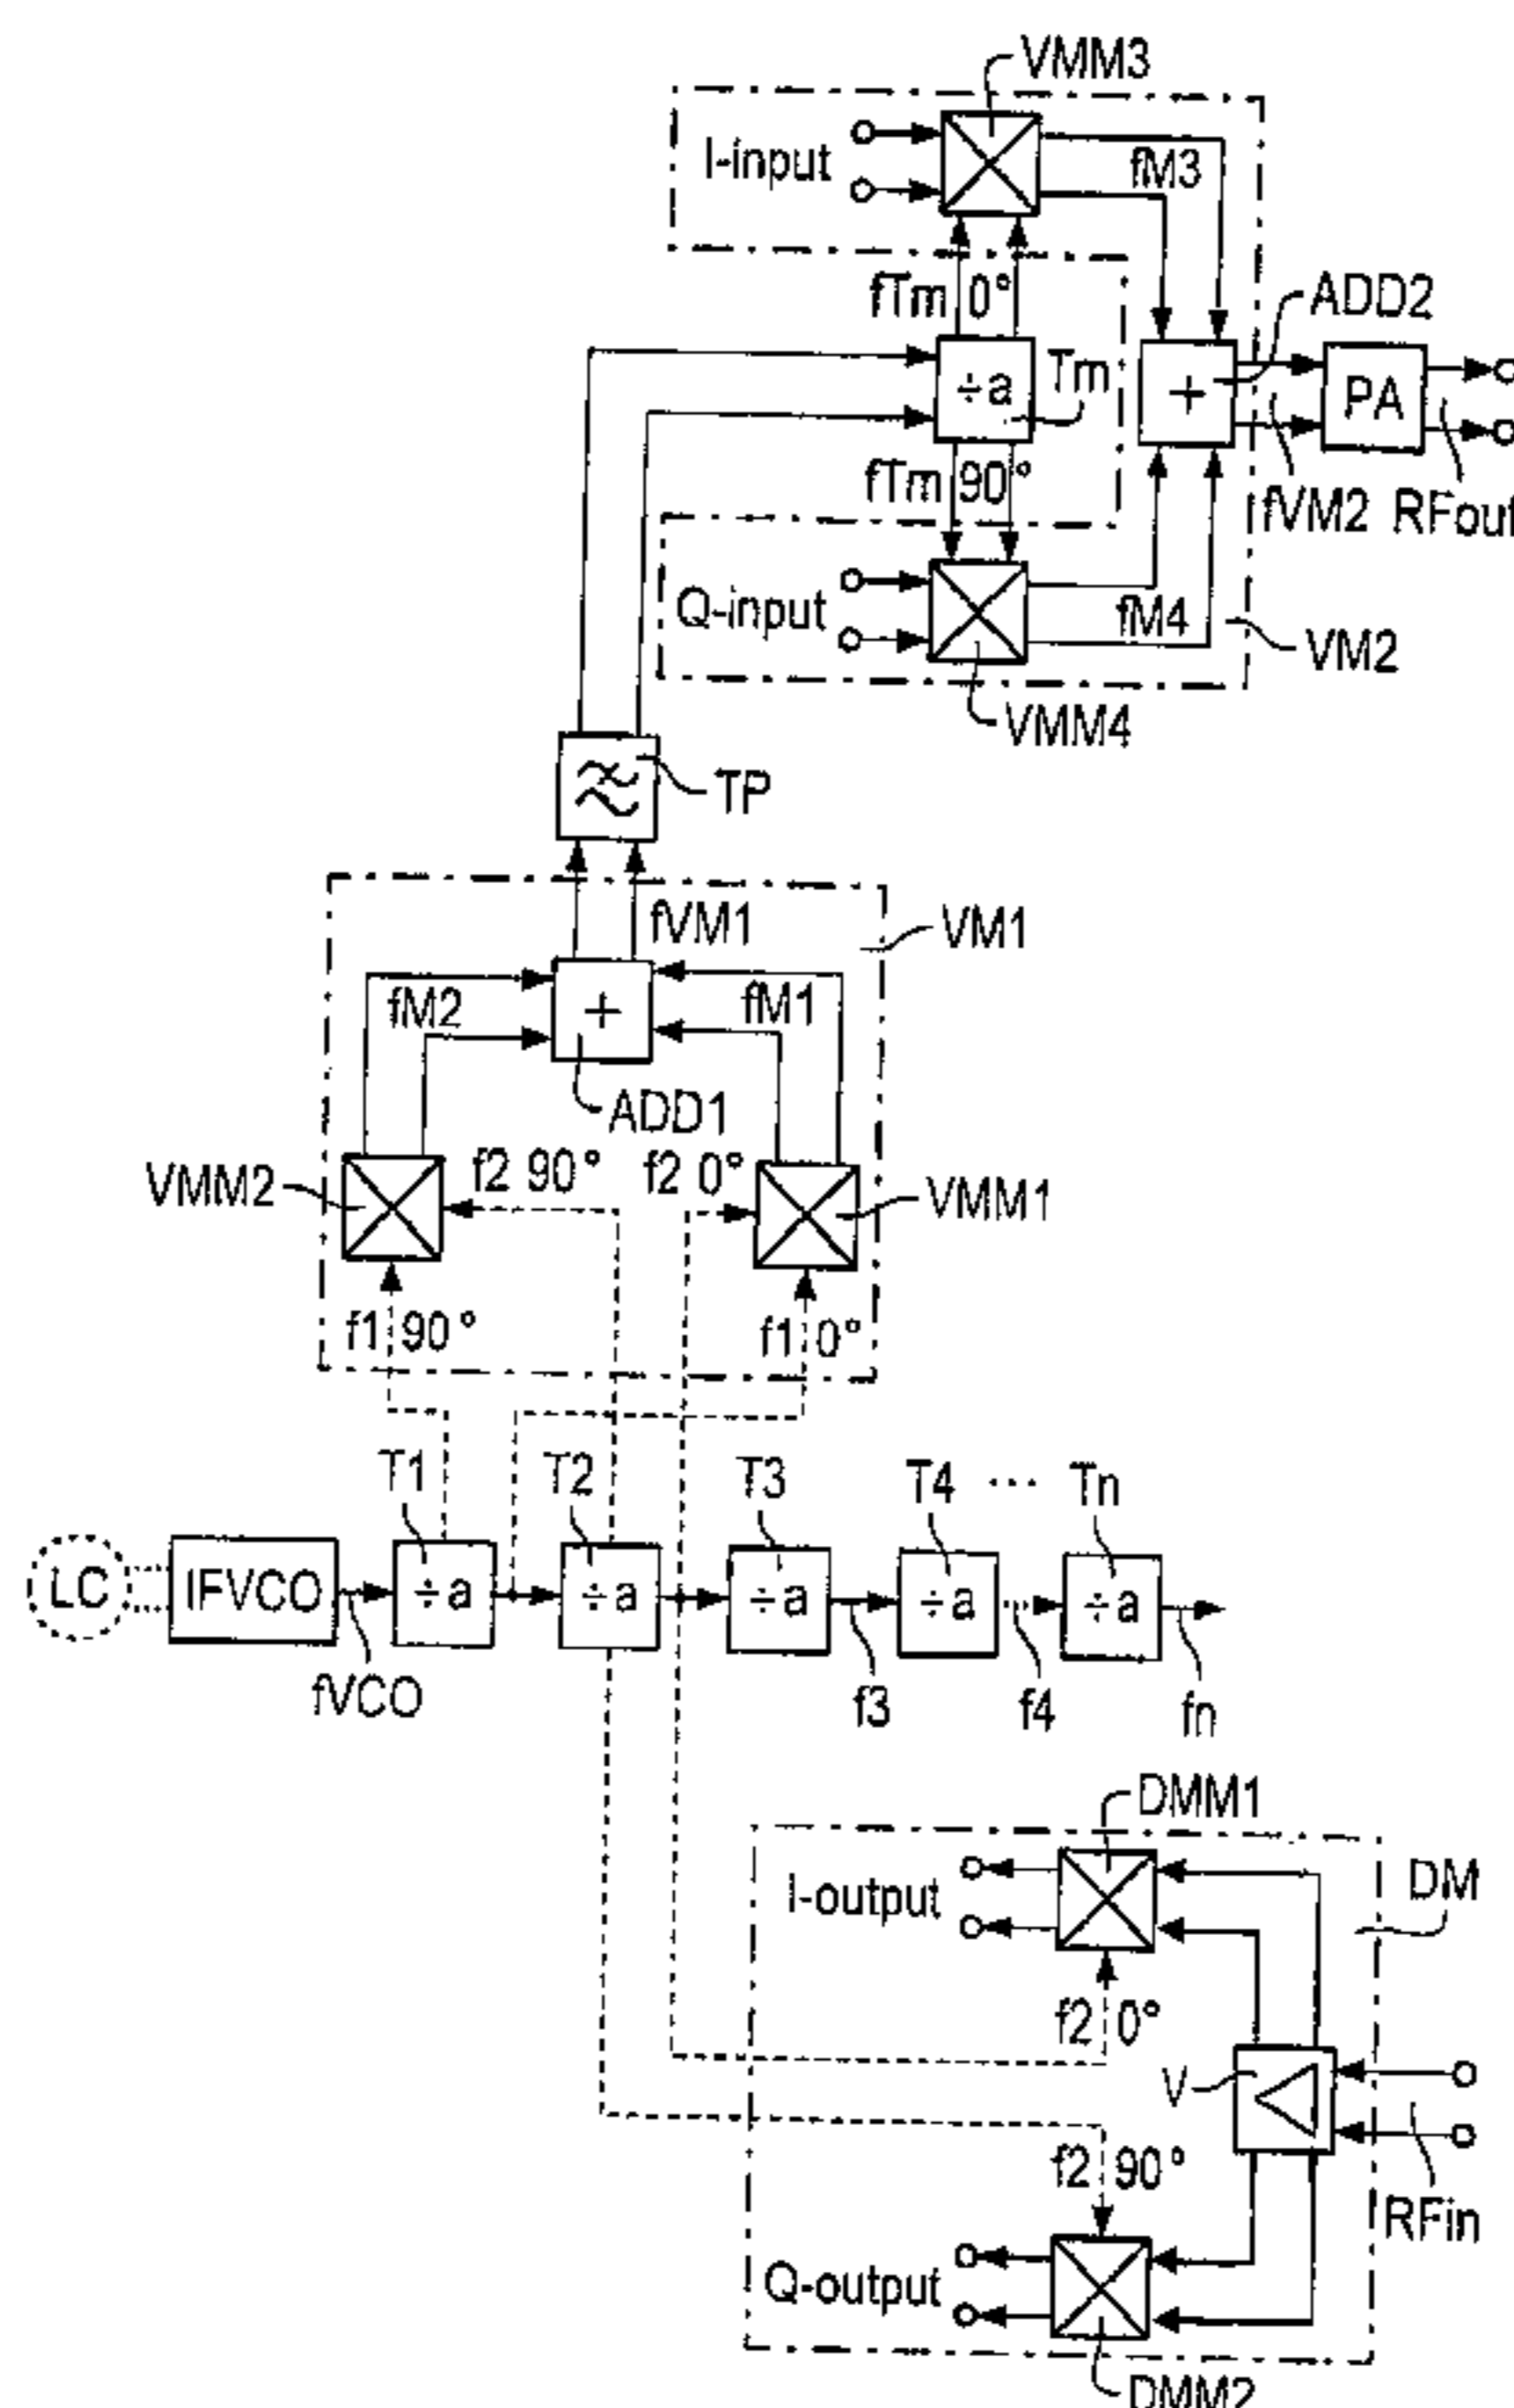 VMM3
I-input
fM3
fTm 0°
ADD2
÷a
Tm
+
PA
fTm 90°
fVM2
RFout
Q-input
fM4
VM2
VMM4
TP
fVM1
VM1
fM2
+
fM1
ADD1
VMM2
f2 90°
f2 0°
VMM1
f1 90°
f1 0°
T1
T2
T3
T4 ... Tn
LC
IFVCO
÷a
÷a
÷a
÷a
÷a
fVCO
f3
f4
fn
DMM1
I-output
DM
f2 0°
V
f2 90°
RFin
Q-output
DMM2